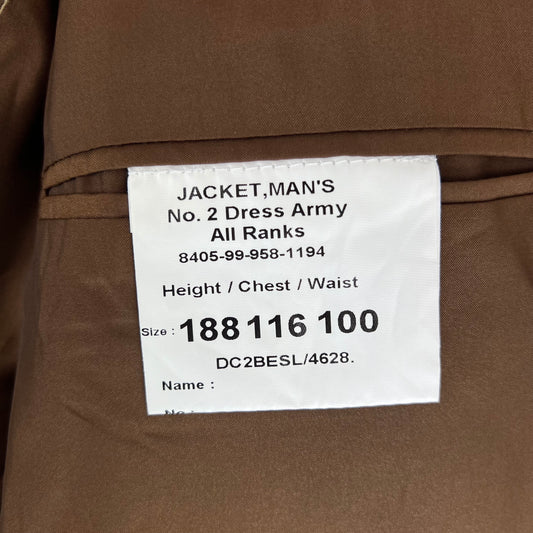 JACKET,MAN'S
No. 2 Dress Army
All Ranks
8405-99-958-1194
Height / Chest / Waist
Size : 188 116 100
DC2BESL/4628.
Name :
No :